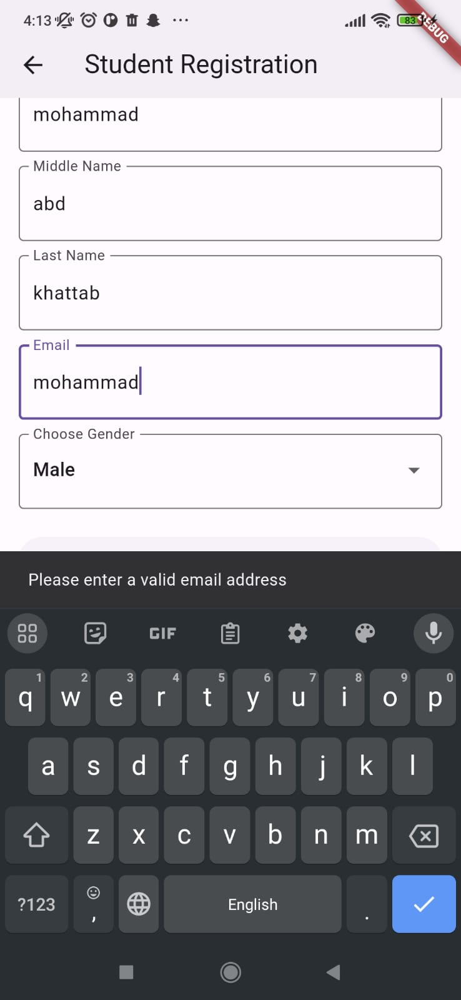 4:13 ... 83
DEBUG
Student Registration
mohammad
Middle Name
abd
Last Name
khattab
Email
mohammad
Choose Gender
Male
Please enter a valid email address
GIF
1 2 3 4 5 6 7 8 9 0
q w e r t y u i o p
a s d f g h j k l
z x c v b n m
?123 , English .